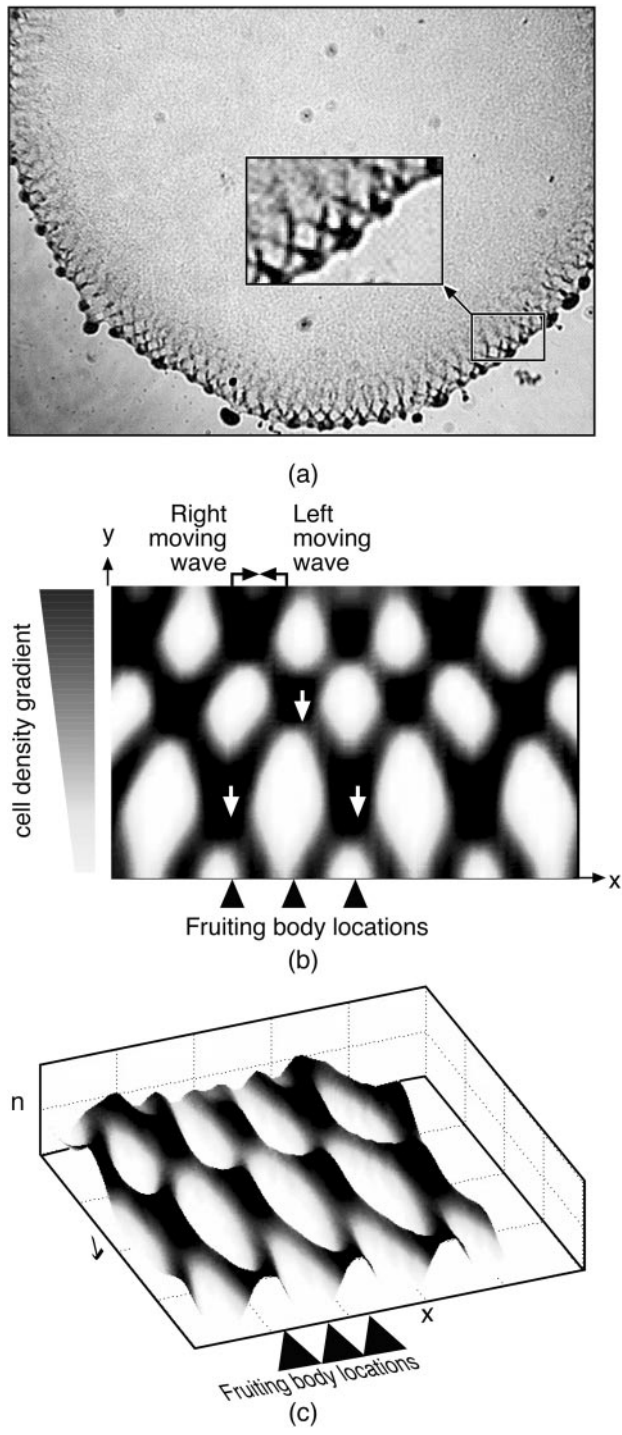 (a)
Right
moving
wave
Left
moving
wave
y
cell density gradient
x
Fruiting body locations
(b)
n
x
Fruiting body locations
(c)